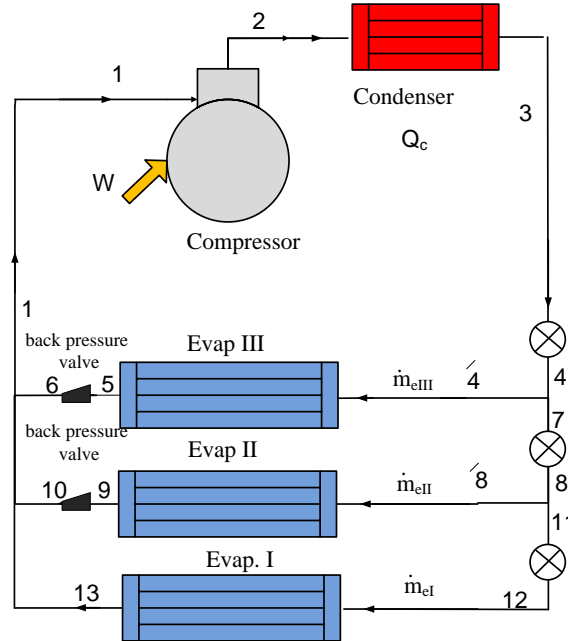 2
1
Condenser
3
Qc
W
Compressor
1
back pressure
valve
Evap III
6
5
ṁeIII
4
4
7
back pressure
valve
Evap II
10
9
ṁeII
8
8
11
Evap. I
13
ṁeI
12